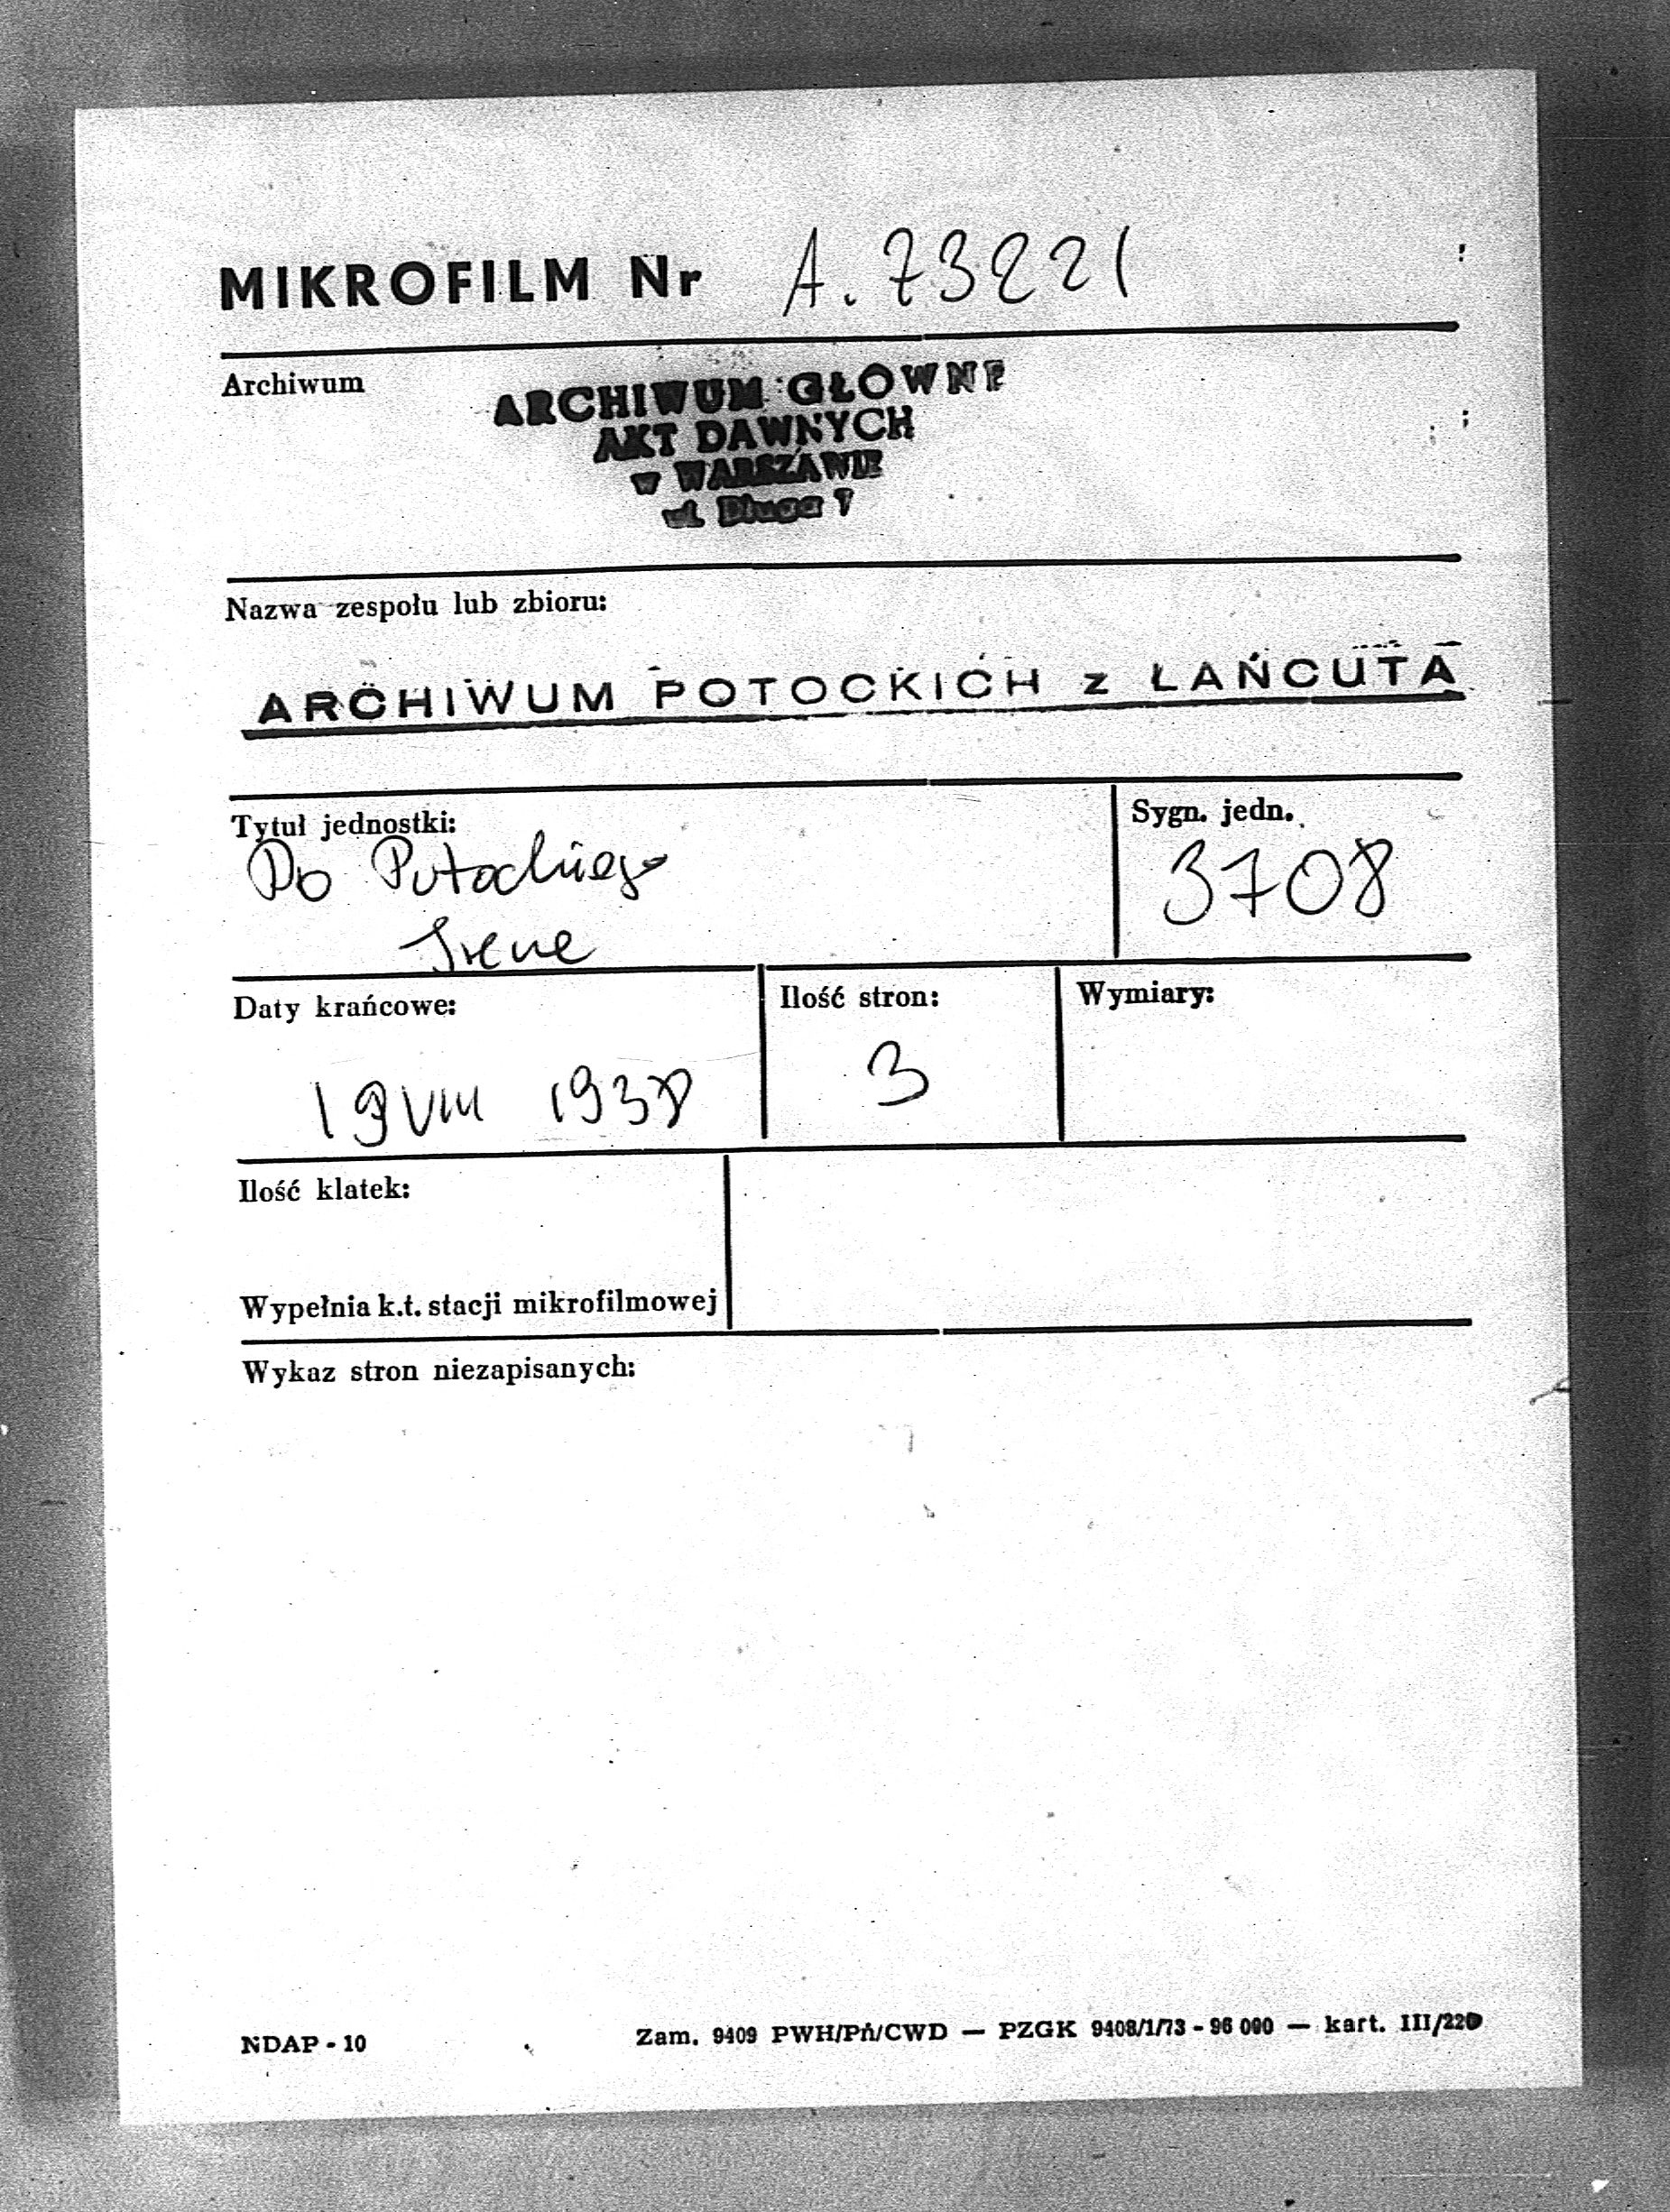 MIKROFILM Nr A.73221
Archiwum
ARCHIWUM GŁÓWNE
AKT DAWNYCH
w WARSZAWIE
ul. Długa 7
Nazwa zespołu lub zbioru:
ARCHIWUM POTOCKICH z ŁAŃCUTA
Tytuł jednostki:
Sygn. jedn.
Do Potockiego
3708
Irene
Daty krańcowe:
Ilość stron:
Wymiary:
19 VIII 1938
3
Ilość klatek:
Wypełnia k.t. stacji mikrofilmowej
Wykaz stron niezapisanych:
NDAP - 10
Zam. 9409 PWH/Pń/CWD — PZGK 9408/1/73 - 96 000 — kart. III/220